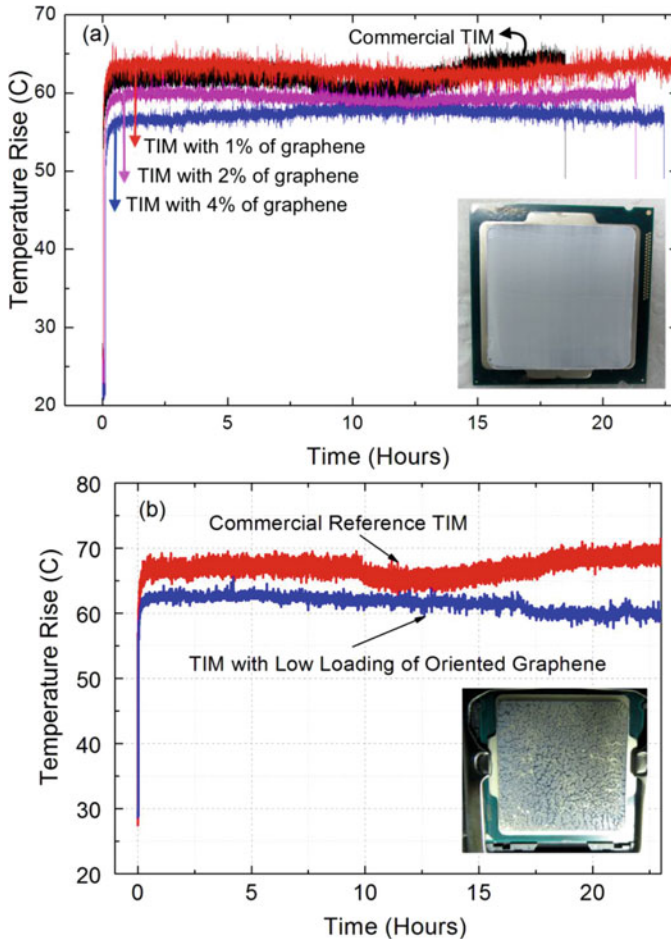 (a)
Commercial TIM
TIM with 1% of graphene
TIM with 2% of graphene
TIM with 4% of graphene
Temperature Rise (C)
70
60
50
40
30
20
0
5
10
15
20
Time (Hours)
(b)
Commercial Reference TIM
TIM with Low Loading of Oriented Graphene
Temperature Rise (C)
80
70
60
50
40
30
20
0
5
10
15
20
Time (Hours)